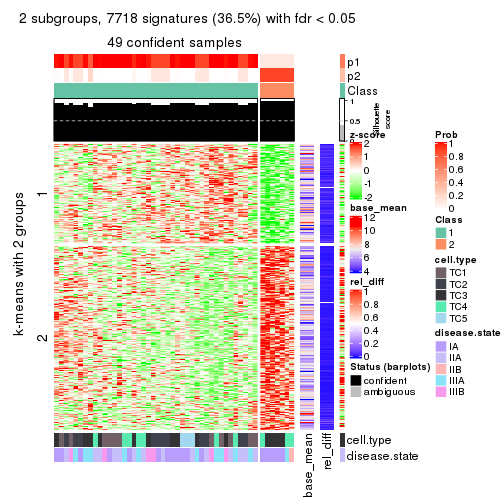 2 subgroups, 7718 signatures (36.5%) with fdr < 0.05
49 confident samples
p1
p2
Class
1
0.5
0
Silhouette
score
k-means with 2 groups
1
2
z-score
2
1
0
-1
-2
base_mean
12
10
8
6
4
rel_diff
1
0.8
0.6
0.4
0.2
0
Status (barplots)
confident
ambiguous
Prob
1
0.8
0.6
0.4
0.2
0
Class
1
2
cell.type
TC1
TC2
TC3
TC4
TC5
disease.state
IA
IIA
IIB
IIIA
IIIB
cell.type
disease.state
base_mean
rel_diff